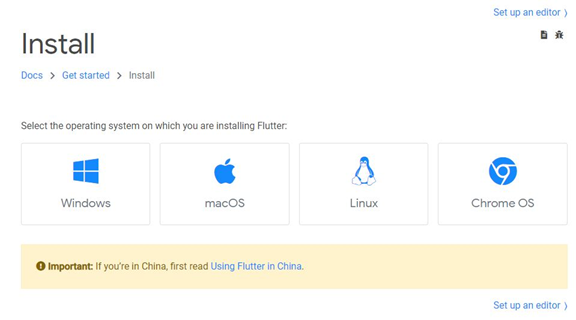 Set up an editor 〉
Install
Docs > Get started > Install
Select the operating system on which you are installing Flutter:
Windows
macOS
Linux
Chrome OS
Important: If you're in China, first read Using Flutter in China.
Set up an editor 〉